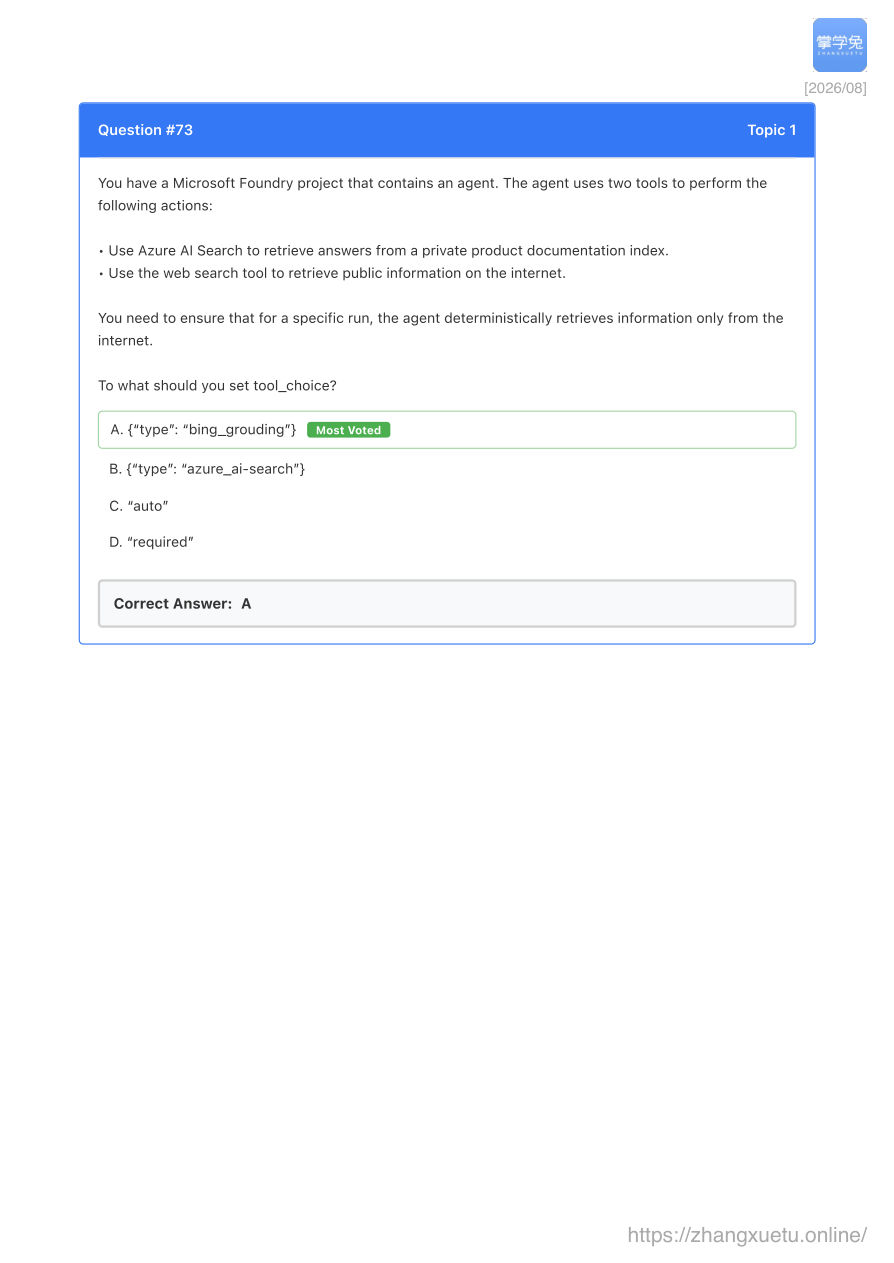 掌学兔
ZHANGXUETU
[2026/08]
Question #73
Topic 1
You have a Microsoft Foundry project that contains an agent. The agent uses two tools to perform the
following actions:
• Use Azure AI Search to retrieve answers from a private product documentation index.
• Use the web search tool to retrieve public information on the internet.
You need to ensure that for a specific run, the agent deterministically retrieves information only from the
internet.
To what should you set tool_choice?
A. {“type”: “bing_grouding”} Most Voted
B. {“type”: “azure_ai-search”}
C. “auto”
D. “required”
Correct Answer: A
https://zhangxuetu.online/